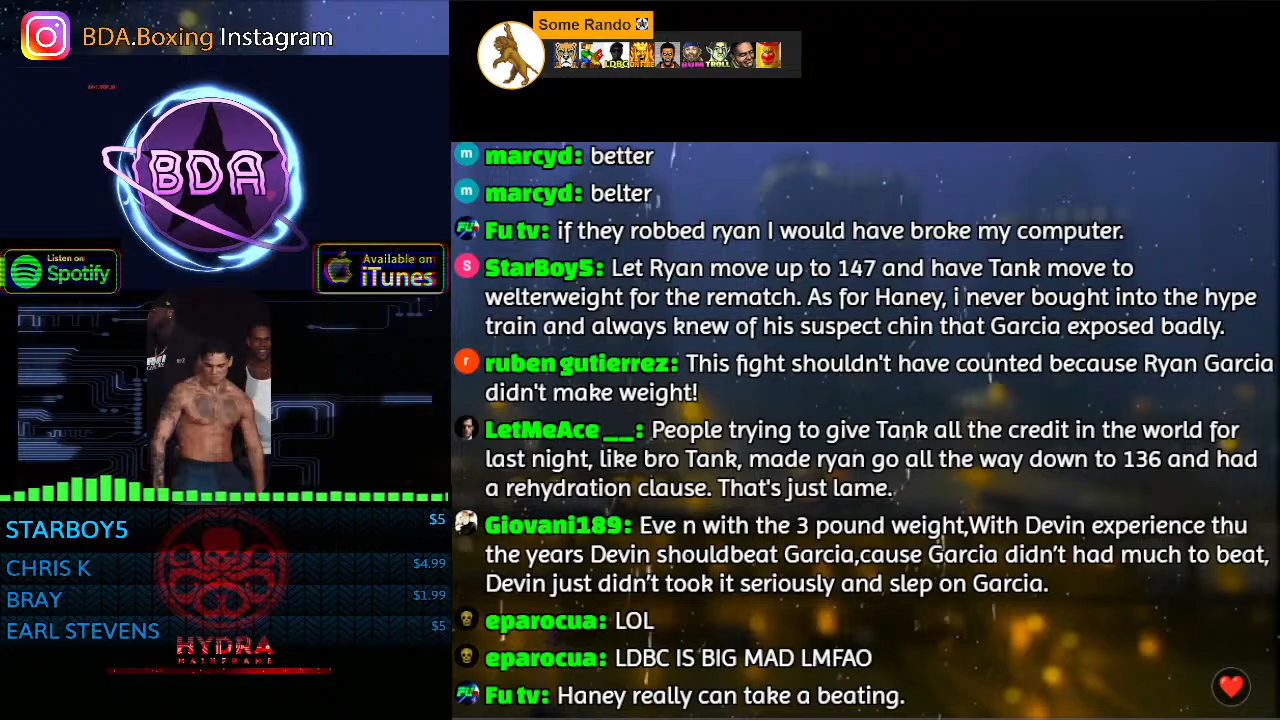 BDA.Boxing Instagram
BDA
Listen on
Spotify
Available on
iTunes
STARBOY5 $5
CHRIS K $4.99
BRAY $1.99
EARL STEVENS $5
HYDRA
MAINFRAME
Some Rando
LDBC ON FIRE BUM TROLL
marcyd: better
marcyd: belter
Fu tv: if they robbed ryan I would have broke my computer.
StarBoy5: Let Ryan move up to 147 and have Tank move to
welterweight for the rematch. As for Haney, i never bought into the hype
train and always knew of his suspect chin that Garcia exposed badly.
ruben gutierrez: This fight shouldn't have counted because Ryan Garcia
didn't make weight!
LetMeAce __: People trying to give Tank all the credit in the world for
last night, like bro Tank, made ryan go all the way down to 136 and had
a rehydration clause. That's just lame.
Giovani189: Eve n with the 3 pound weight,With Devin experience thu
the years Devin shouldbeat Garcia,cause Garcia didn’t had much to beat,
Devin just didn’t took it seriously and slep on Garcia.
eparocua: LOL
eparocua: LDBC IS BIG MAD LMFAO
Fu tv: Haney really can take a beating.